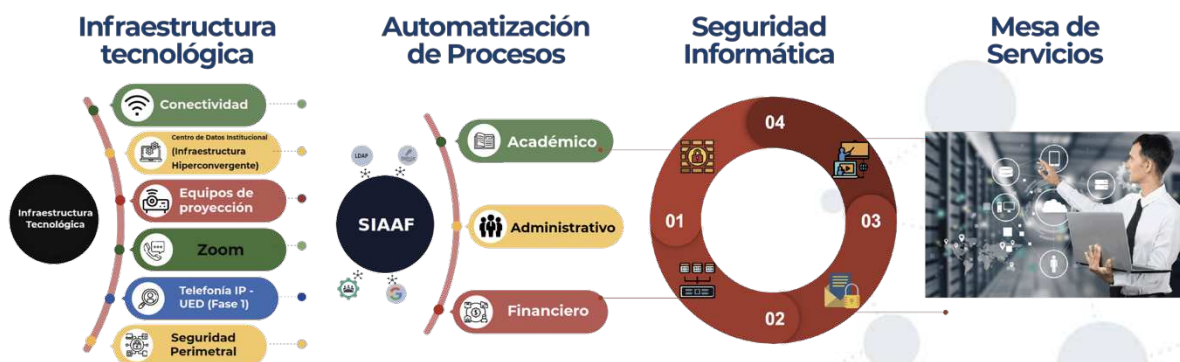 Infraestructura
tecnológica
Infraestructura
Tecnológica
Conectividad
Centro de Datos Institucional
(Infraestructura
Hiperconvergente)
Equipos de
proyección
Zoom
Telefonía IP -
UED (Fase 1)
Seguridad
Perimetral
Automatización
de Procesos
LDAP
SIAAF
Académico
Administrativo
Financiero
Seguridad
Informática
01
02
03
04
Mesa de
Servicios